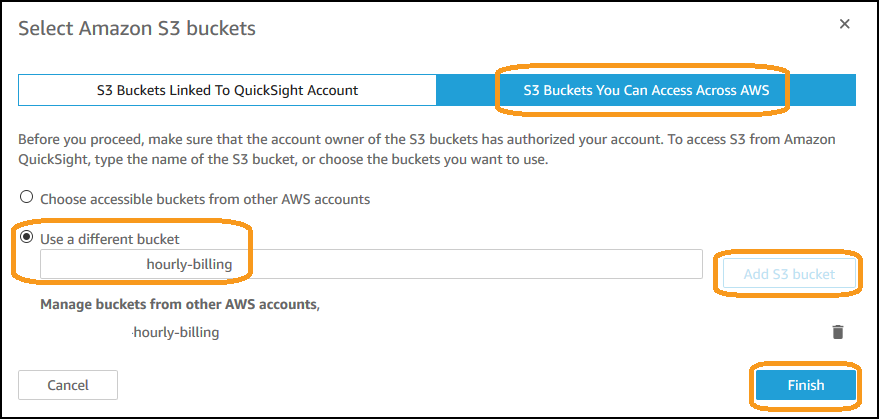 Select Amazon S3 buckets
S3 Buckets Linked To QuickSight Account
S3 Buckets You Can Access Across AWS
Before you proceed, make sure that the account owner of the S3 buckets has authorized your account. To access S3 from Amazon
QuickSight, type the name of the S3 bucket, or choose the buckets you want to use.
Choose accessible buckets from other AWS accounts
Use a different bucket
hourly-billing
Add S3 bucket
Manage buckets from other AWS accounts,
-hourly-billing
Cancel
Finish